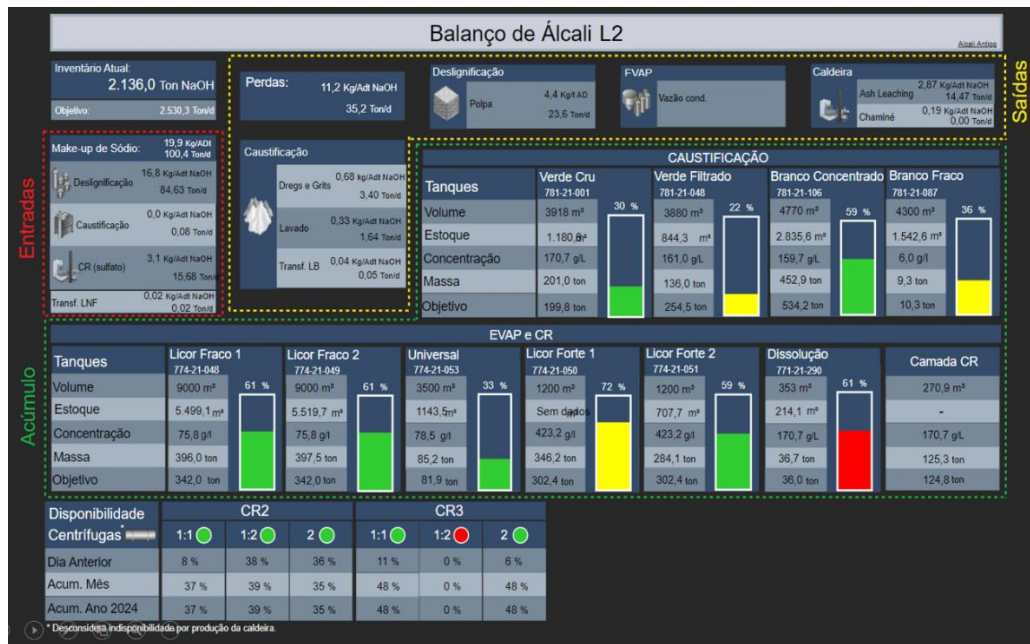 Balanço de Álcali L2
Alcali Antigo
Inventário Atual:
2.136,0 Ton NaOH
Objetivo: 2.530,3 Ton/d
Entradas
Make-up de Sódio: 19,9 Kg/ADt
100,4 Ton/d
Deslignificação 16,8 Kg/Adt NaOH
84,63 Ton/d
Caustificação 0,0 Kg/Adt NaOH
0,08 Ton/d
CR (sulfato) 3,1 Kg/Adt NaOH
15,68 Ton/d
Transf. LNF 0,02 Kg/Adt NaOH
0,02 Ton/d
Saídas
Perdas: 11,2 Kg/Adt NaOH
35,2 Ton/d
Deslignificação
Polpa 4,4 Kg/t AD
23,6 Ton/d
FVAP
Vazão cond.
Caldeira
Ash Leaching 2,87 Kg/Adt NaOH
14,47 Ton/d
Chaminé 0,19 Kg/Adt NaOH
0,00 Ton/d
Caustificação
Dregs e Grits 0,68 kg/Adt NaOH
3,40 Ton/d
Lavado 0,33 Kg/Adt NaOH
1,64 Ton/d
Transf. LB 0,04 Kg/Adt NaOH
0,05 Ton/d
Acúmulo
CAUSTIFICAÇÃO
Tanques Verde Cru Verde Filtrado Branco Concentrado Branco Fraco
781-21-001 781-21-048 781-21-106 781-21-087
Volume 3918 m³ 30 % 3880 m³ 22 % 4770 m³ 59 % 4300 m³ 36 %
Estoque 1.180,8 m³ 844,3 m³ 2.835,6 m³ 1.542,6 m³
Concentração 170,7 g/L 161,0 g/L 159,7 g/L 6,0 g/l
Massa 201,0 ton 136,0 ton 452,9 ton 9,3 ton
Objetivo 199,8 ton 254,5 ton 534,2 ton 10,3 ton
EVAP e CR
Tanques Licor Fraco 1 Licor Fraco 2 Universal Licor Forte 1 Licor Forte 2 Dissolução Camada CR
774-21-048 774-21-049 774-21-053 774-21-050 774-21-051 771-21-290
Volume 9000 m³ 61 % 9000 m³ 61 % 3500 m³ 33 % 1200 m³ 72 % 1200 m³ 59 % 353 m³ 61 % 270,9 m³
Estoque 5.499,1 m³ 5.519,7 m³ 1143,5 m³ Sem dados 707,7 m³ 214,1 m³ -
Concentração 75,8 g/l 75,8 g/l 78,5 g/l 423,2 g/l 423,2 g/l 170,7 g/L 170,7 g/L
Massa 396,0 ton 397,5 ton 85,2 ton 346,2 ton 284,1 ton 36,7 ton 125,3 ton
Objetivo 342,0 ton 342,0 ton 81,9 ton 302,4 ton 302,4 ton 36,0 ton 124,8 ton
Disponibilidade CR2 CR3
Centrífugas * 1:1 1:2 2 1:1 1:2 2
Dia Anterior 8 % 38 % 36 % 11 % 0 % 6 %
Acum. Mês 37 % 39 % 35 % 48 % 0 % 48 %
Acum. Ano 2024 37 % 39 % 35 % 48 % 0 % 48 %
* Desconsidera indisponibilidade por produção da caldeira.